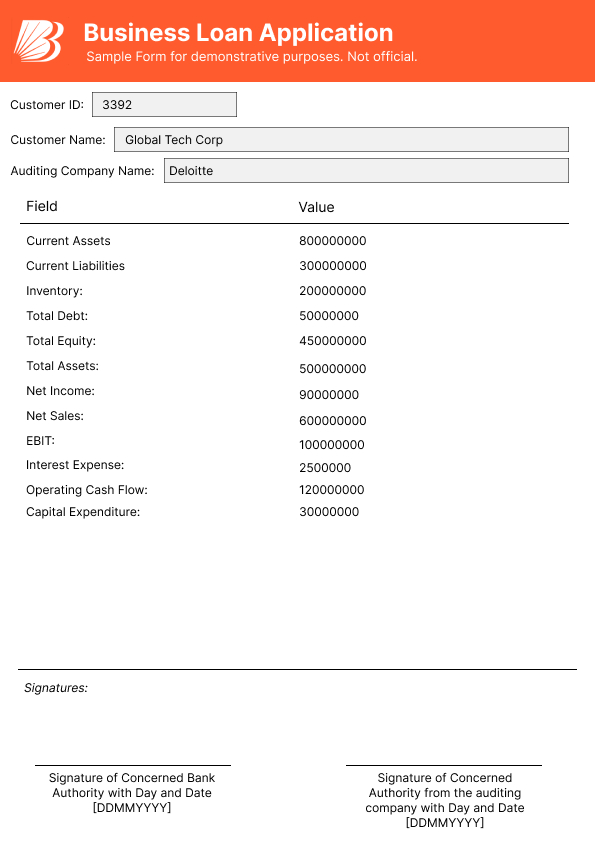 Business Loan Application
Sample Form for demonstrative purposes. Not official.
Customer ID: 3392
Customer Name: Global Tech Corp
Auditing Company Name: Deloitte
Field Value
Current Assets 800000000
Current Liabilities 300000000
Inventory: 200000000
Total Debt: 50000000
Total Equity: 450000000
Total Assets: 500000000
Net Income: 90000000
Net Sales: 600000000
EBIT: 100000000
Interest Expense: 2500000
Operating Cash Flow: 120000000
Capital Expenditure: 30000000
Signatures:
Signature of Concerned Bank
Authority with Day and Date
[DDMMYYYY]
Signature of Concerned
Authority from the auditing
company with Day and Date
[DDMMYYYY]